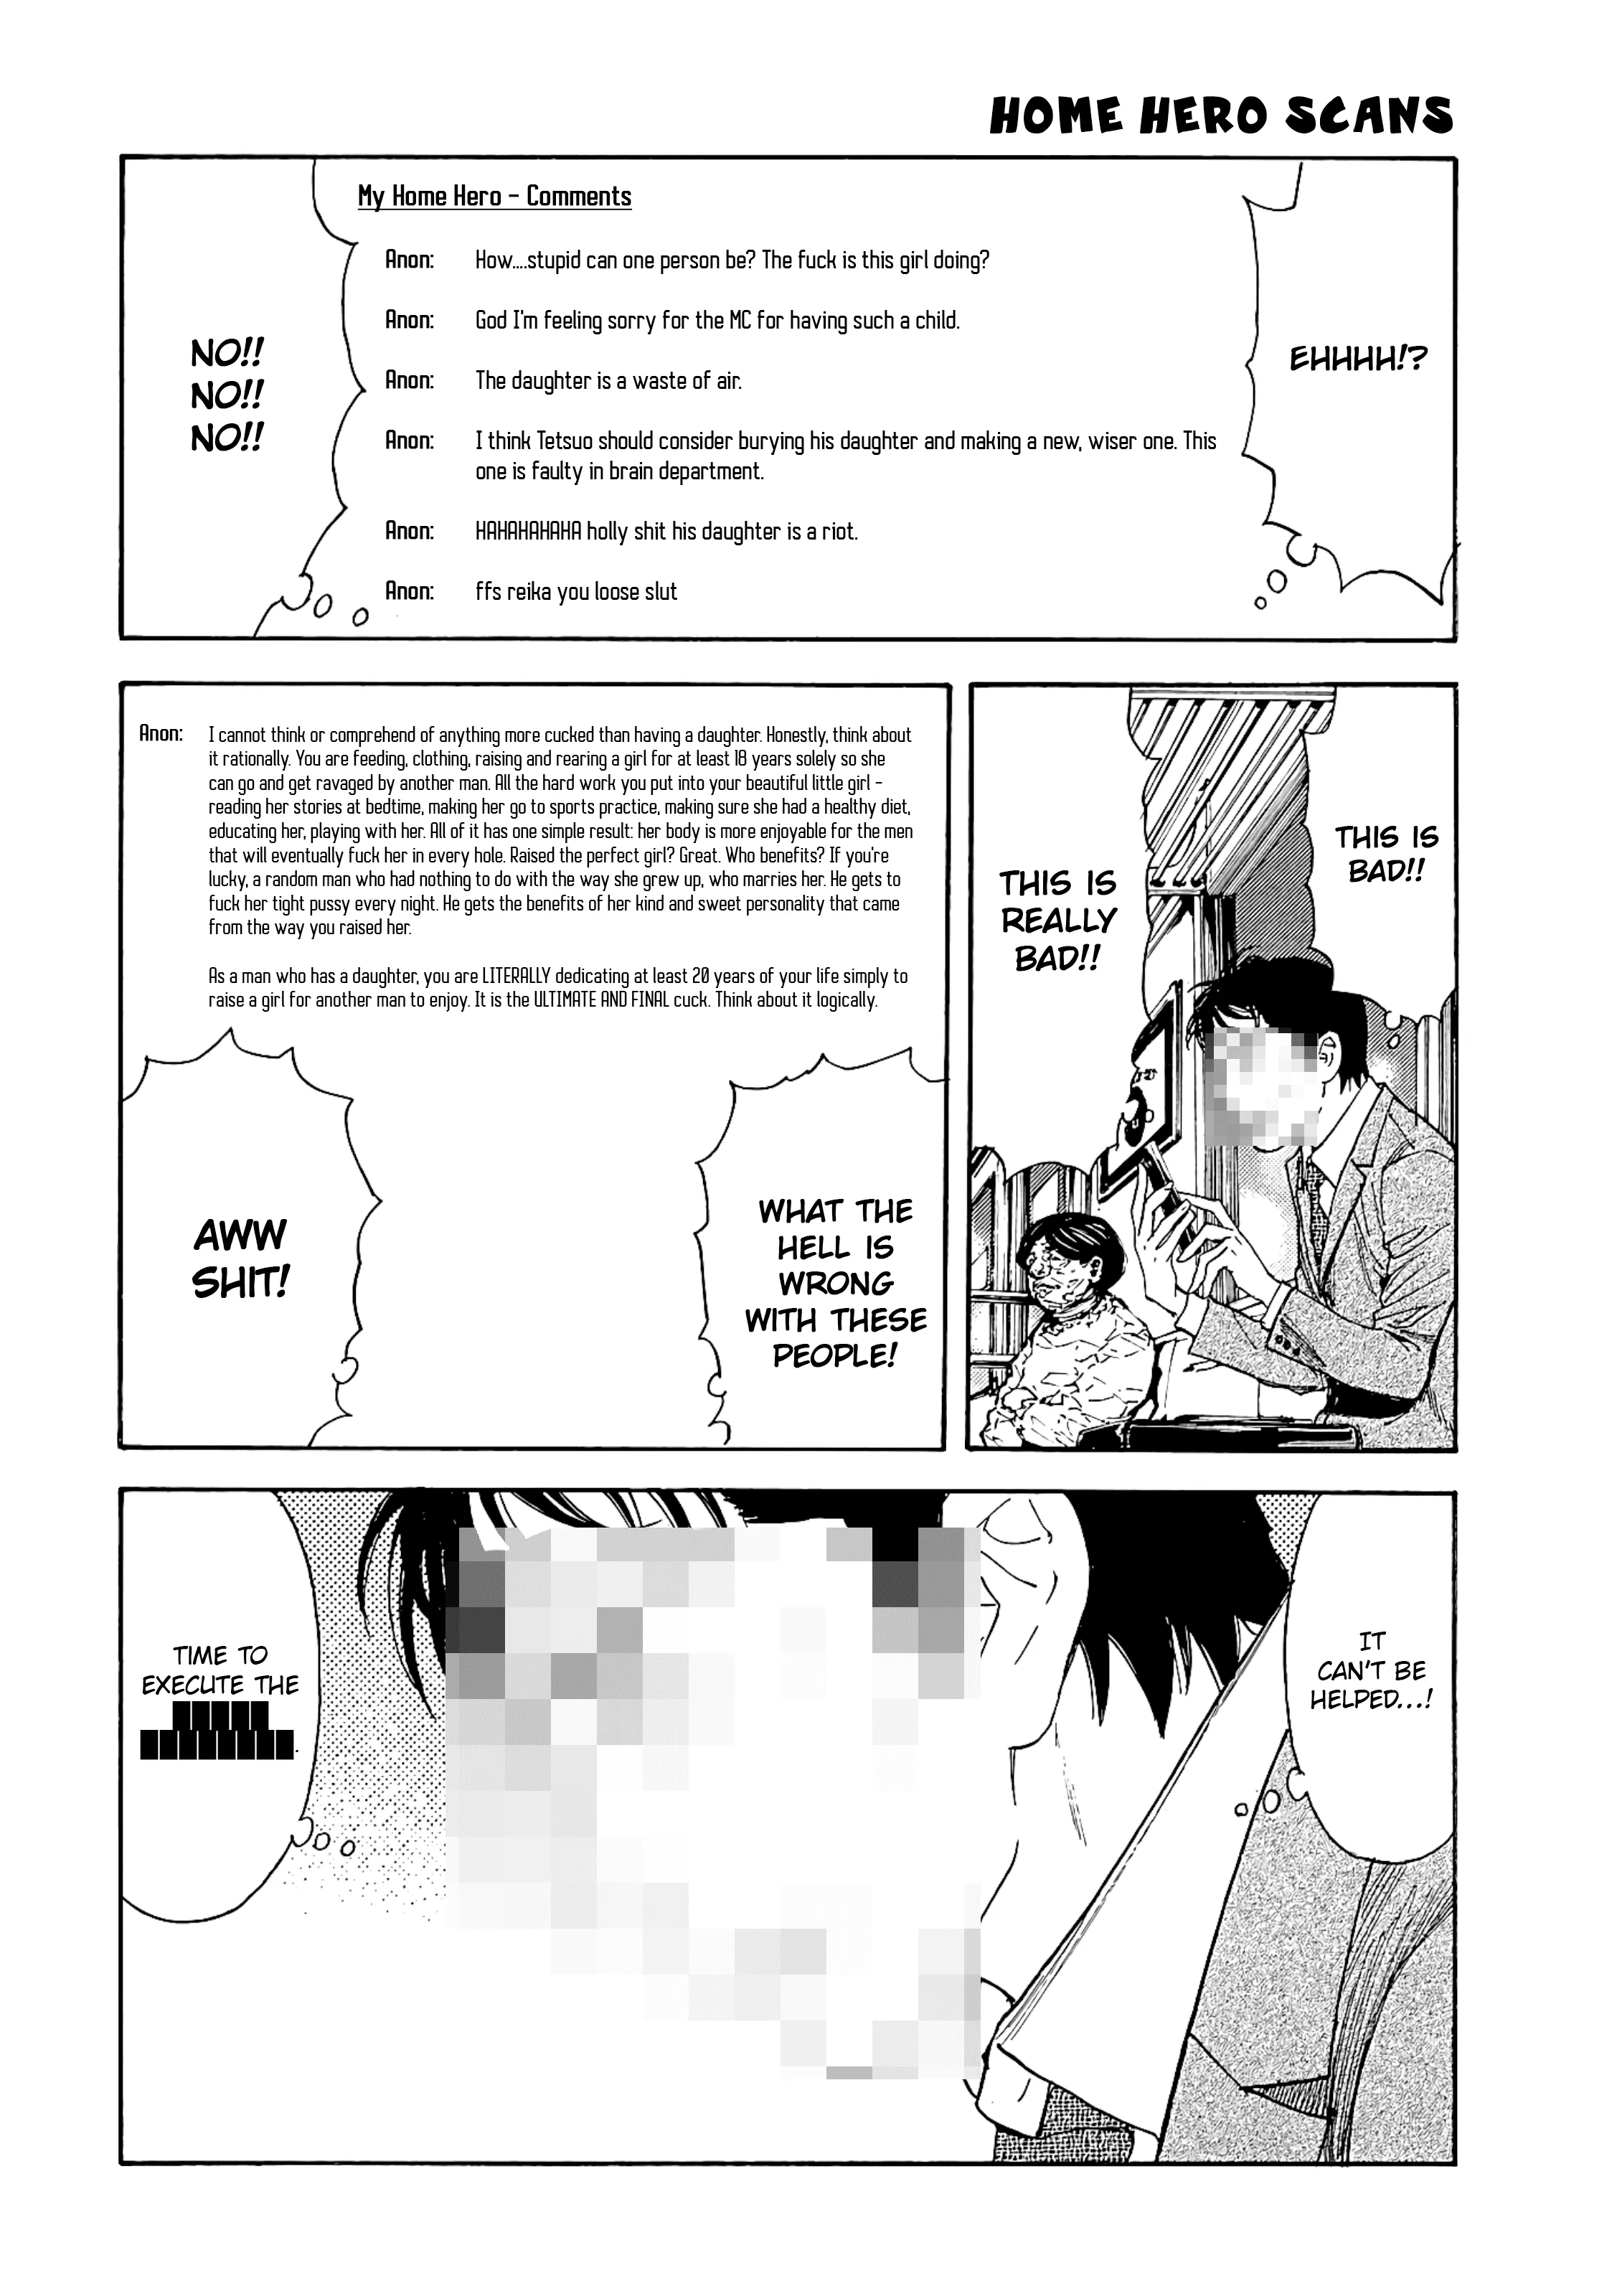 HOME HERO SCANS
EHHHH!?
My Home Hero - Comments
Anon: How....stupid can one person be? The fuck is this girl doing?
Anon: God I'm feeling sorry for the MC for having such a child.
Anon: The daughter is a waste of air.
Anon: I think Tetsuo should consider burying his daughter and making a new, wiser one. This
one is faulty in brain department.
Anon: HAHAHAHAHA holly shit his daughter is a riot.
Anon: ffs reika you loose slut
NO!!
NO!!
NO!!
THIS IS
BAD!!
THIS IS
REALLY
BAD!!
Anon: I cannot think or comprehend of anything more cucked than having a daughter. Honestly, think about
it rationally. You are feeding, clothing, raising and rearing a girl for at least 18 years solely so she
can go and get ravaged by another man. All the hard work you put into your beautiful little girl -
reading her stories at bedtime, making her go to sports practice, making sure she had a healthy diet,
educating her, playing with her. All of it has one simple result: her body is more enjoyable for the men
that will eventually fuck her in every hole. Raised the perfect girl? Great. Who benefits? If you're
lucky, a random man who had nothing to do with the way she grew up, who marries her. He gets to
fuck her tight pussy every night. He gets the benefits of her kind and sweet personality that came
from the way you raised her.
As a man who has a daughter, you are LITERALLY dedicating at least 20 years of your life simply to
raise a girl for another man to enjoy. It is the ULTIMATE AND FINAL cuck. Think about it logically.
WHAT THE
HELL IS
WRONG
WITH THESE
PEOPLE!
AWW
SHIT!
IT
CAN'T BE
HELPED...!
TIME TO
EXECUTE THE